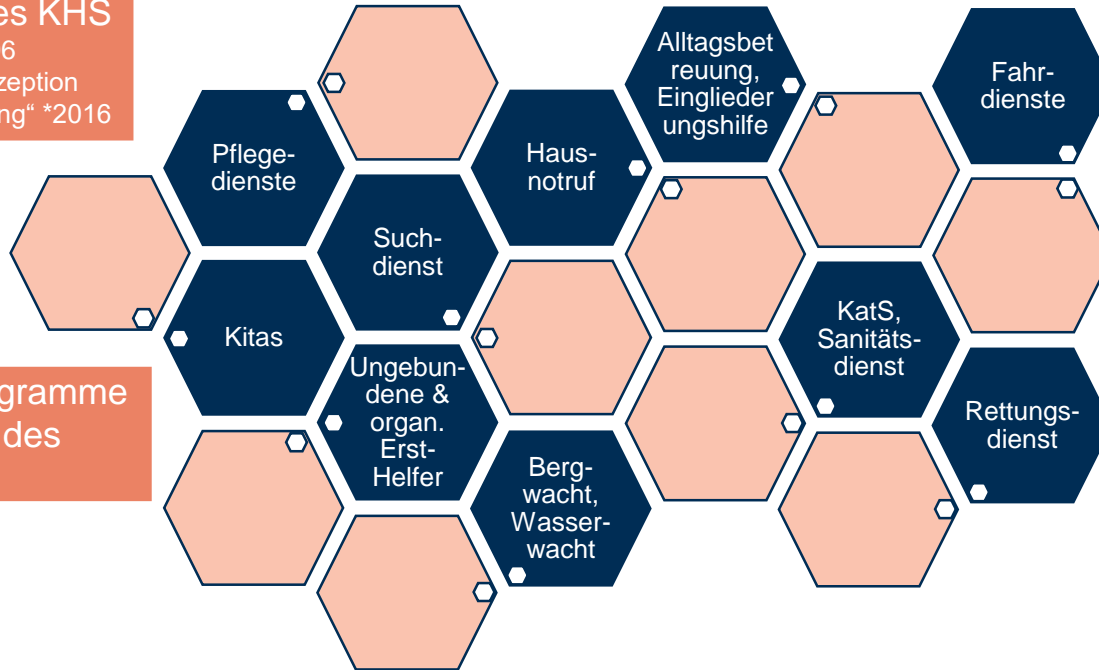 es KHS
6
zeption
ng“ *2016
Alltagsbet
reuung,
Einglieder
ungshilfe
Fahr-
dienste
Pflege-
dienste
Haus-
notruf
Such-
dienst
Kitas
KatS,
Sanitäts-
dienst
Ungebun-
dene &
organ.
Erst-
Helfer
gramme
des
Rettungs-
dienst
Berg-
wacht,
Wasser-
wacht